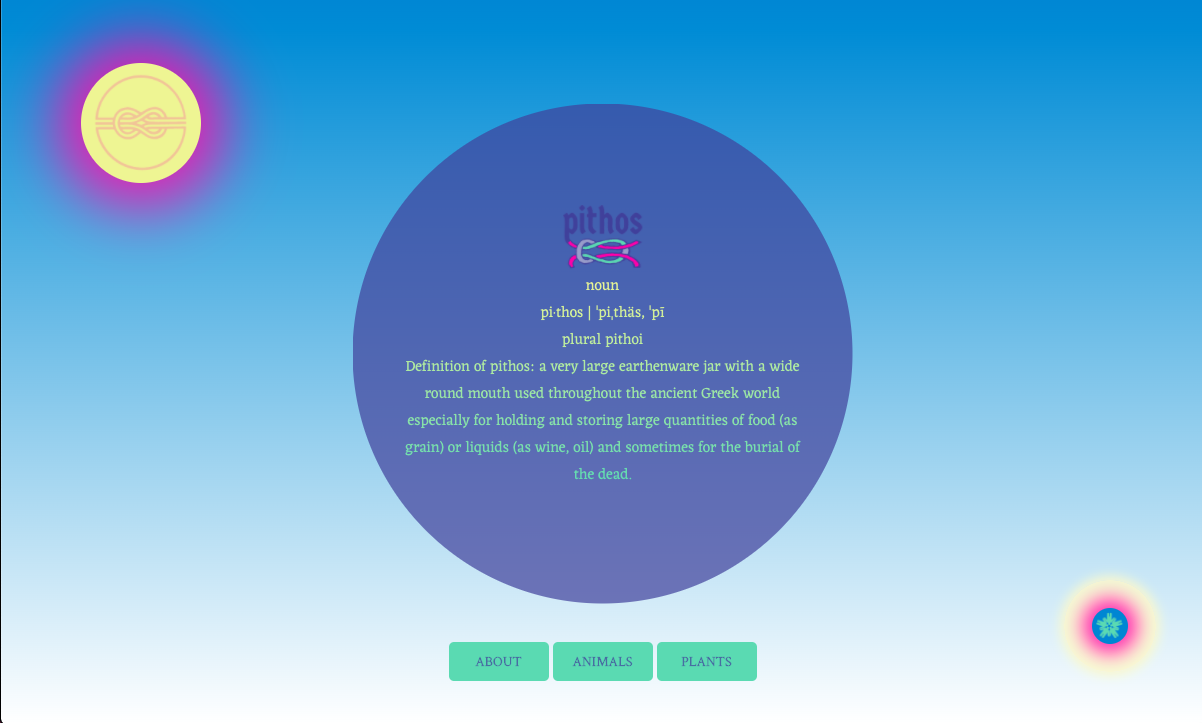 pithos
noun
pi·thos | ˈpiˌthäs, ˈpī
plural pithoi
Definition of pithos: a very large earthenware jar with a wide
round mouth used throughout the ancient Greek world
especially for holding and storing large quantities of food (as
grain) or liquids (as wine, oil) and sometimes for the burial of
the dead.
ABOUT ANIMALS PLANTS